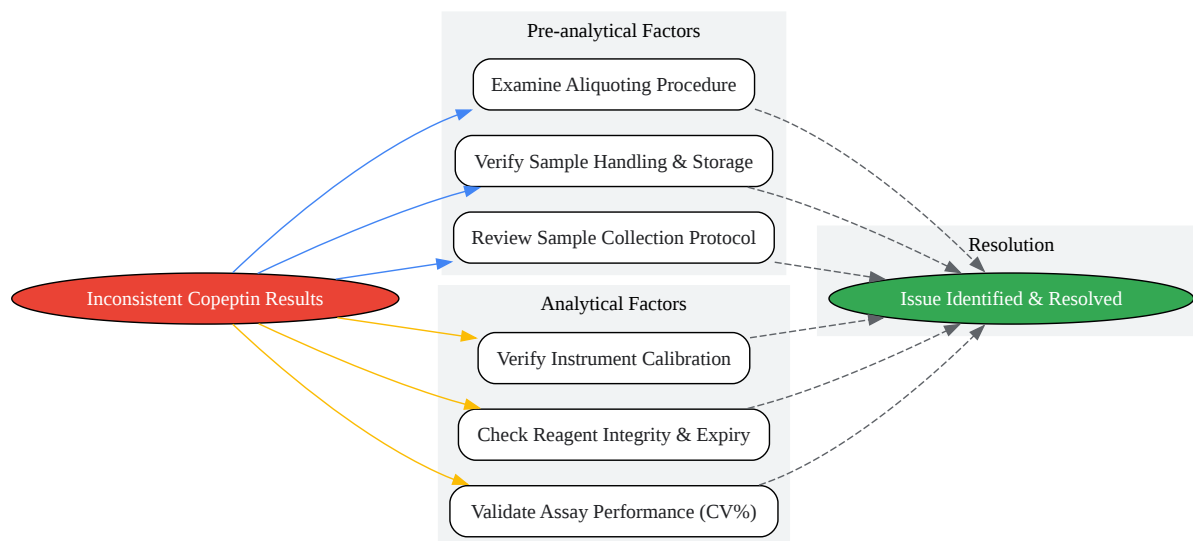 Pre-analytical Factors
Examine Aliquoting Procedure
Verify Sample Handling & Storage
Review Sample Collection Protocol
Resolution
Inconsistent Copeptin Results
Issue Identified & Resolved
Analytical Factors
Verify Instrument Calibration
Check Reagent Integrity & Expiry
Validate Assay Performance (CV%)